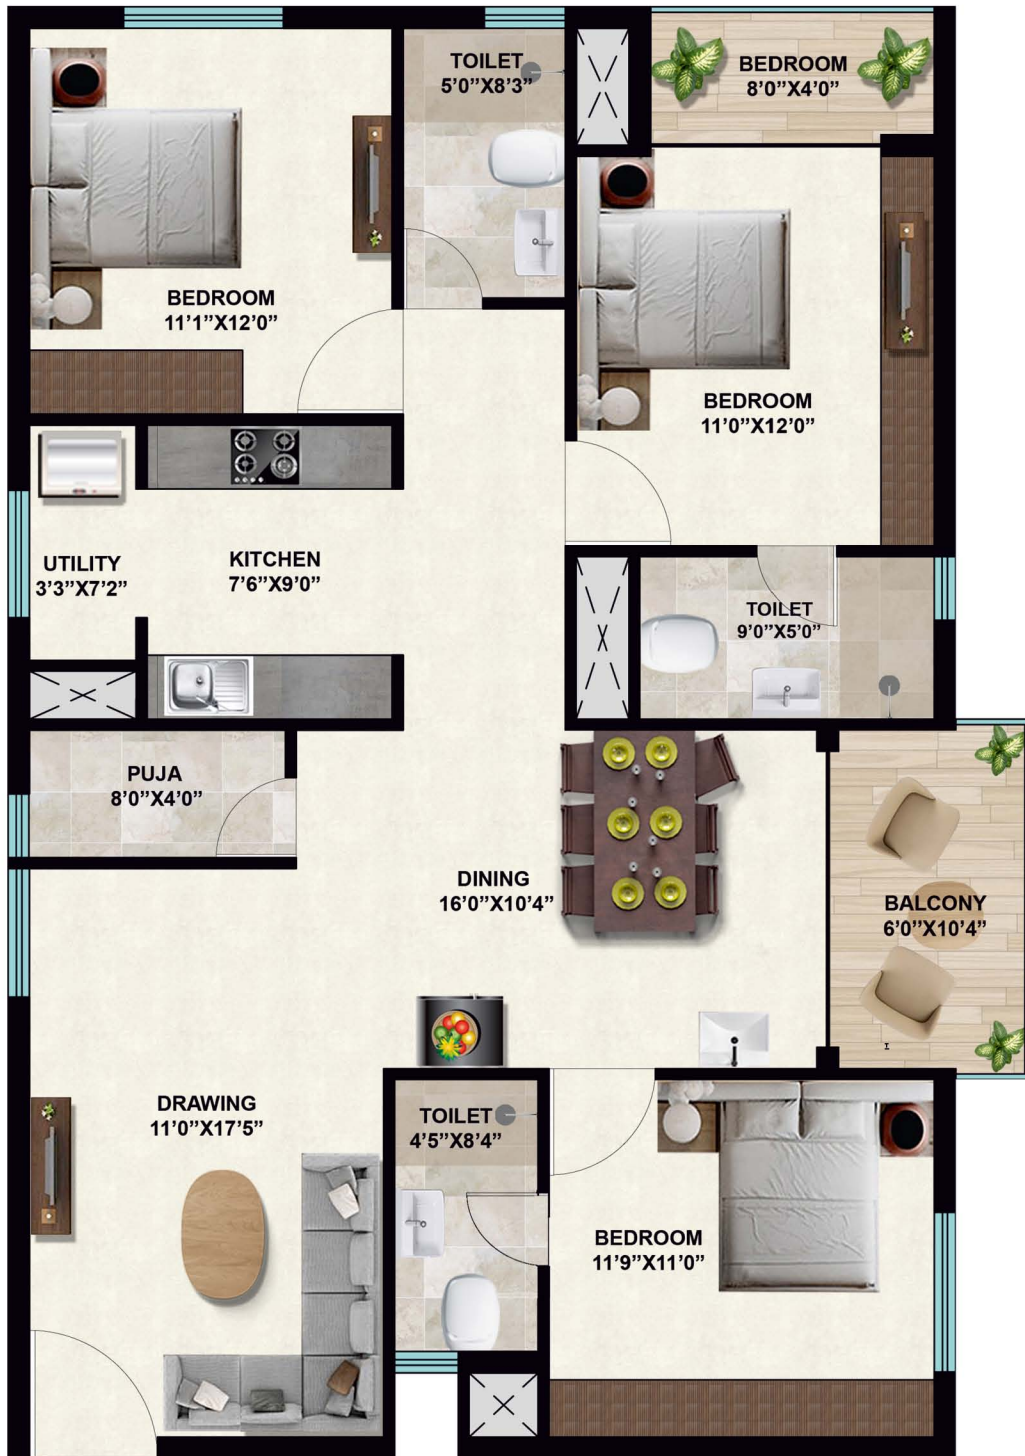 TOILET
5’0”X8’3”
BEDROOM
8’0”X4’0”
BEDROOM
11’1”X12’0”
BEDROOM
11’0”X12’0”
UTILITY
3’3”X7’2”
KITCHEN
7’6”X9’0”
TOILET
9’0”X5’0”
PUJA
8’0”X4’0”
DINING
16’0”X10’4”
BALCONY
6’0”X10’4”
DRAWING
11’0”X17’5”
TOILET
4’5”X8’4”
BEDROOM
11’9”X11’0”